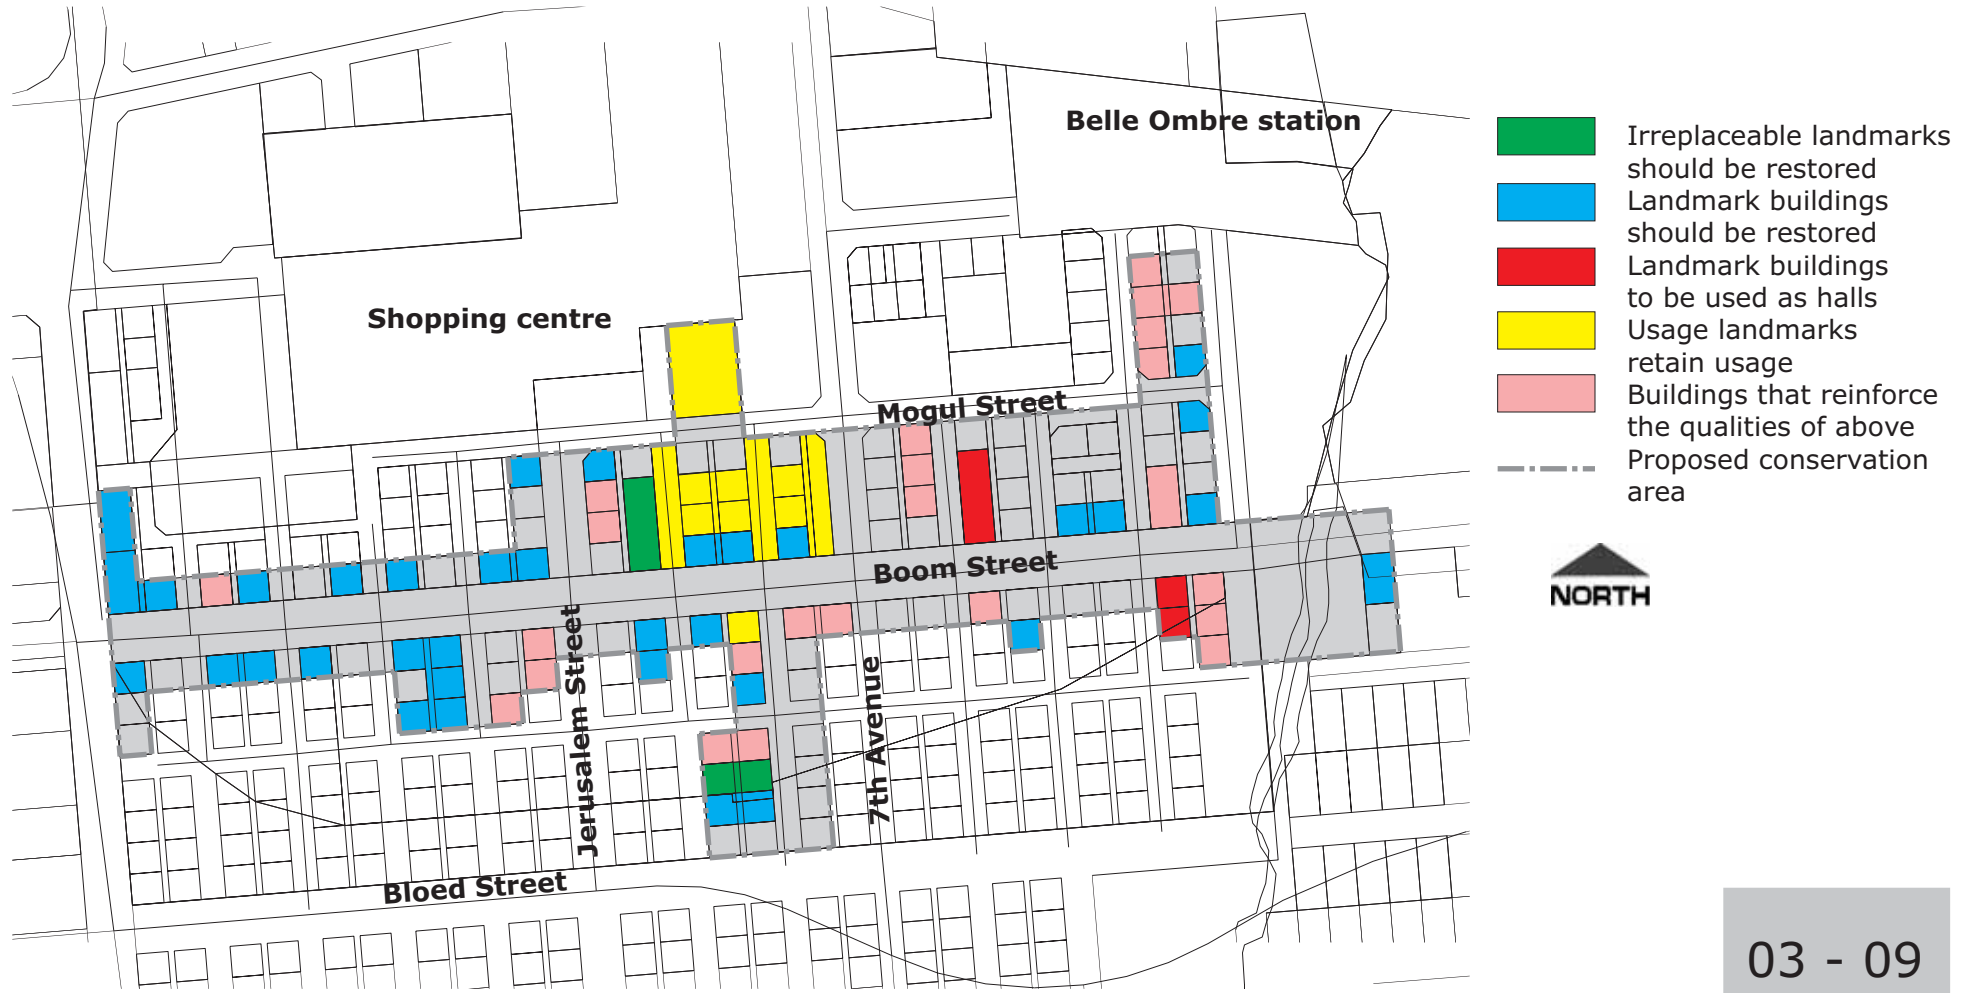 Belle Ombre station
Shopping centre
Mogul Street
Boom Street
Jerusalem Street
7th Avenue
Bloed Street
Irreplaceable landmarks
should be restored
Landmark buildings
should be restored
Landmark buildings
to be used as halls
Usage landmarks
retain usage
Buildings that reinforce
the qualities of above
Proposed conservation
area
NORTH
03 - 09